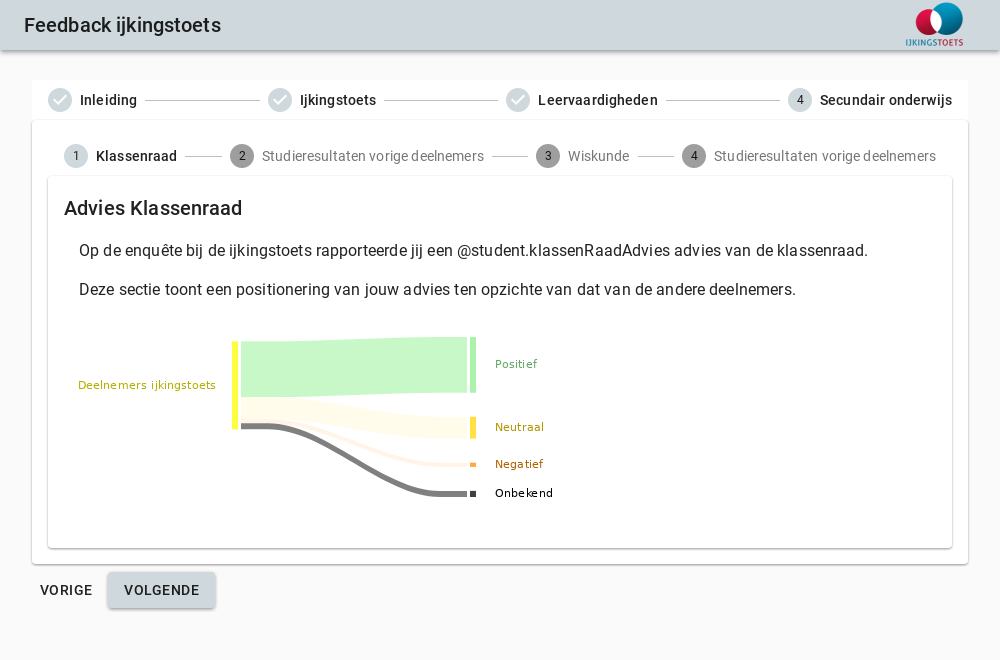 Feedback ijkingstoets
IJKINGSTOETS
Inleiding
Ijkingstoets
Leervaardigheden
4 Secundair onderwijs
1 Klassenraad
2 Studieresultaten vorige deelnemers
3 Wiskunde
4 Studieresultaten vorige deelnemers
Advies Klassenraad
Op de enquête bij de ijkingstoets rapporteerde jij een @student.klassenRaadAdvies advies van de klassenraad.
Deze sectie toont een positionering van jouw advies ten opzichte van dat van de andere deelnemers.
Positief
Deelnemers ijkingstoets
Neutraal
Negatief
Onbekend
VORIGE
VOLGENDE